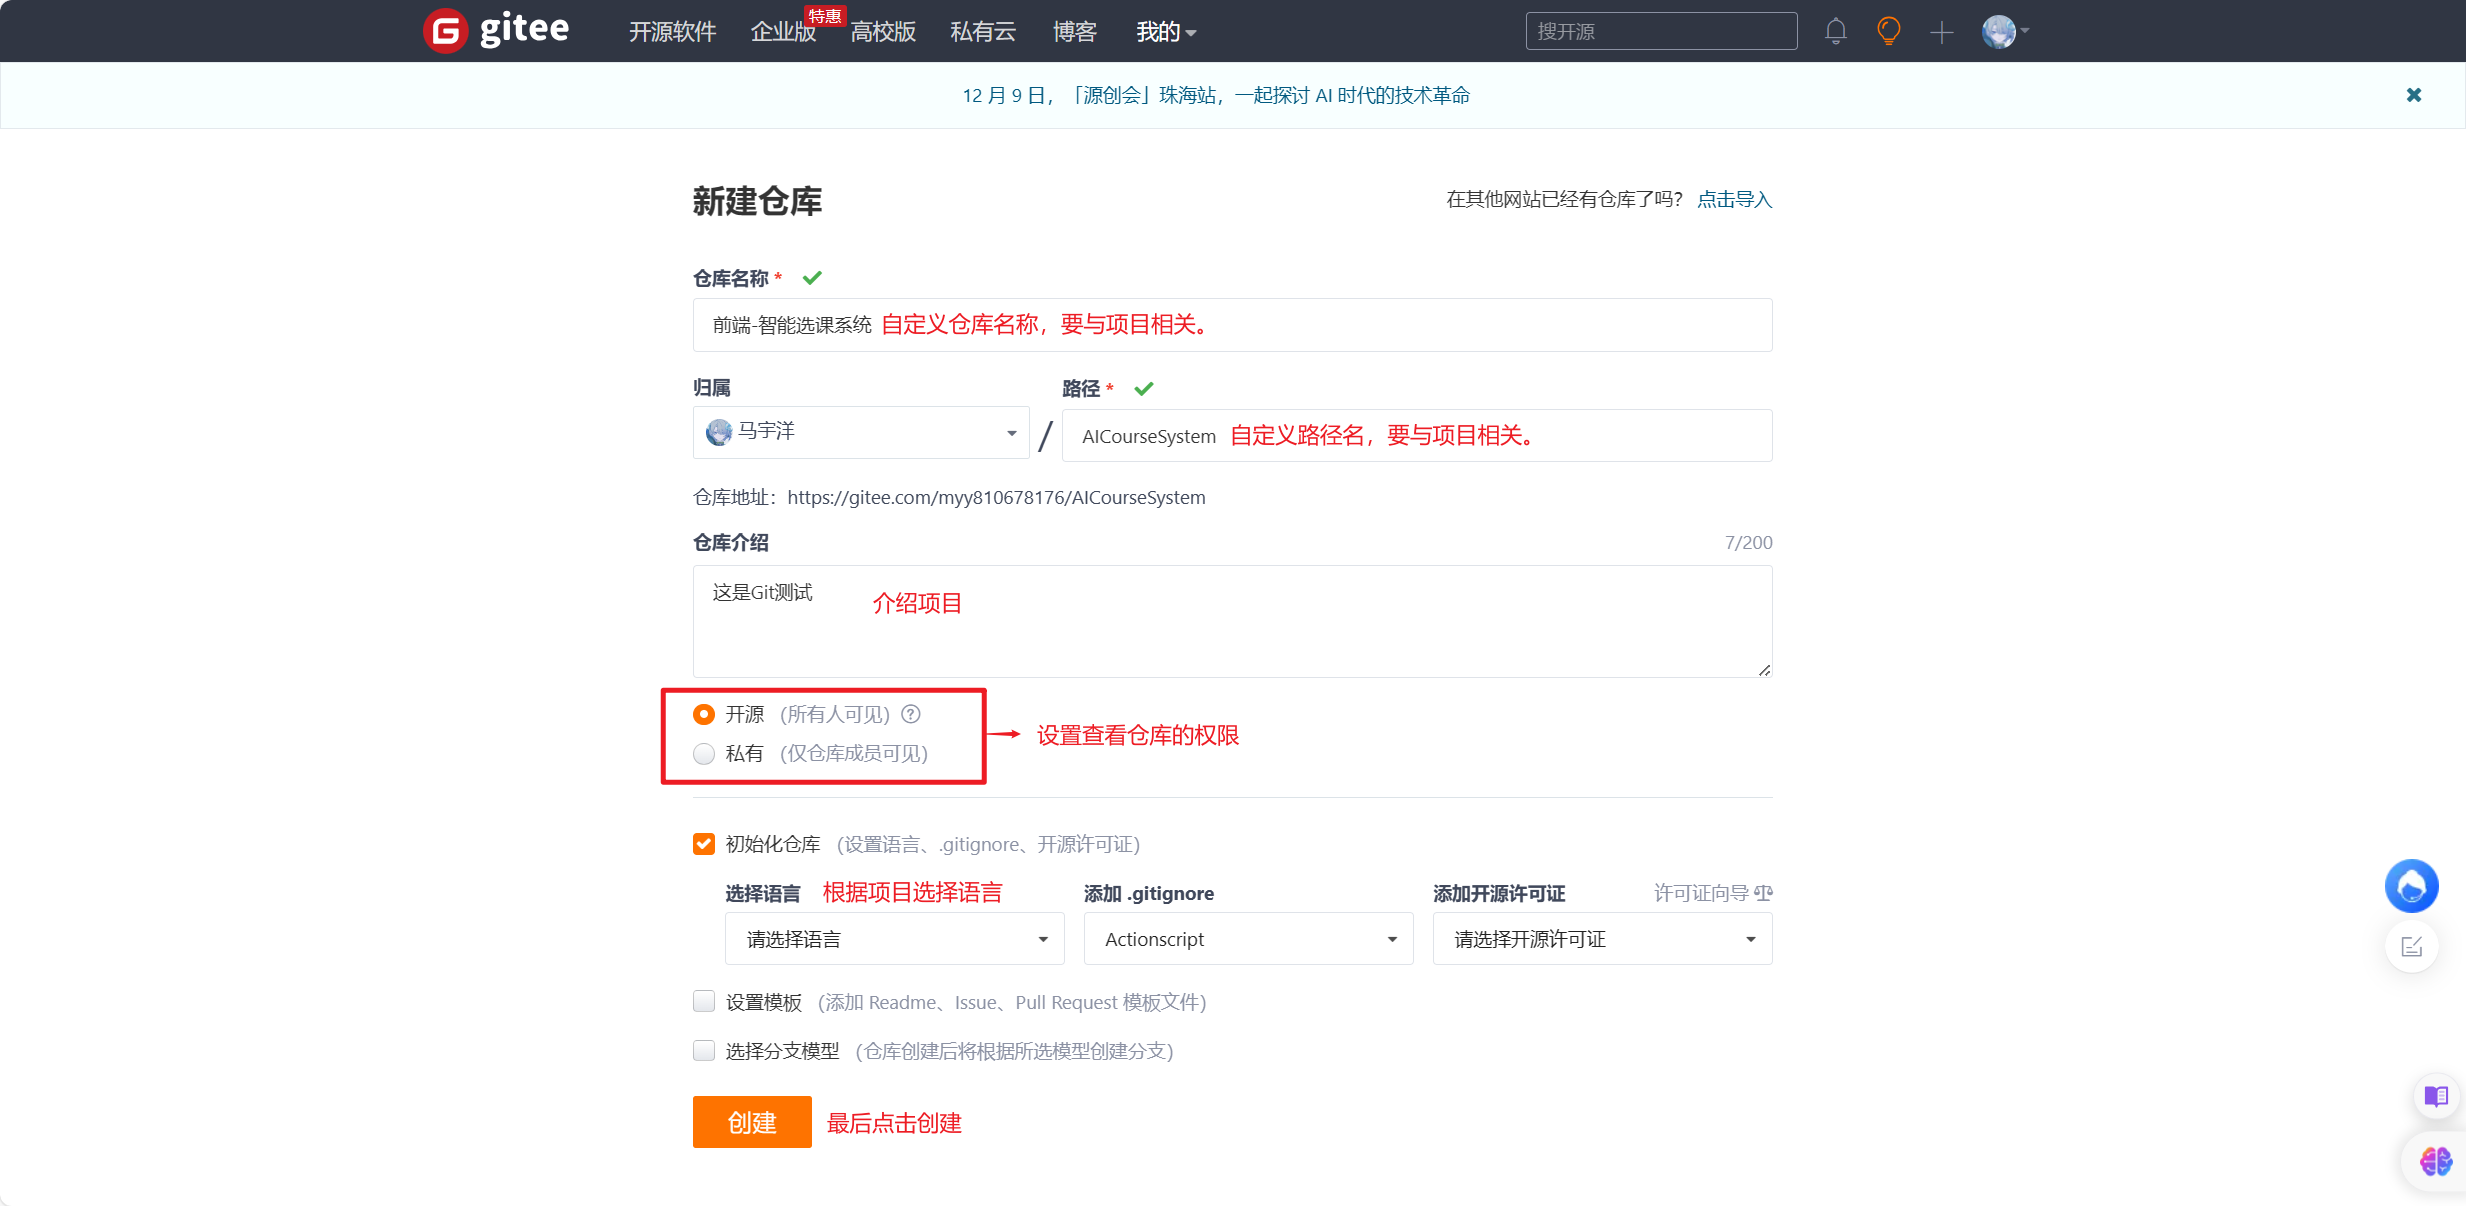 gitee 开源软件 企业版 特惠 高校版 私有云 博客 我的 搜开源
12 月 9 日，「源创会」珠海站，一起探讨 AI 时代的技术革命
新建仓库 在其他网站已经有仓库了吗？ 点击导入
仓库名称 *
前端-智能选课系统 自定义仓库名称，要与项目相关。
归属 路径 *
马宇洋 / AICourseSystem 自定义路径名，要与项目相关。
仓库地址：https://gitee.com/myy810678176/AICourseSystem
仓库介绍 7/200
这是Git测试 介绍项目
开源 (所有人可见) ?
私有 (仅仓库成员可见)
设置查看仓库的权限
初始化仓库 (设置语言、.gitignore、开源许可证)
选择语言 根据项目选择语言 添加 .gitignore 添加开源许可证 许可证向导
请选择语言 Actionscript 请选择开源许可证
设置模板 (添加 Readme、Issue、Pull Request 模板文件)
选择分支模型 (仓库创建后将根据所选模型创建分支)
创建 最后点击创建